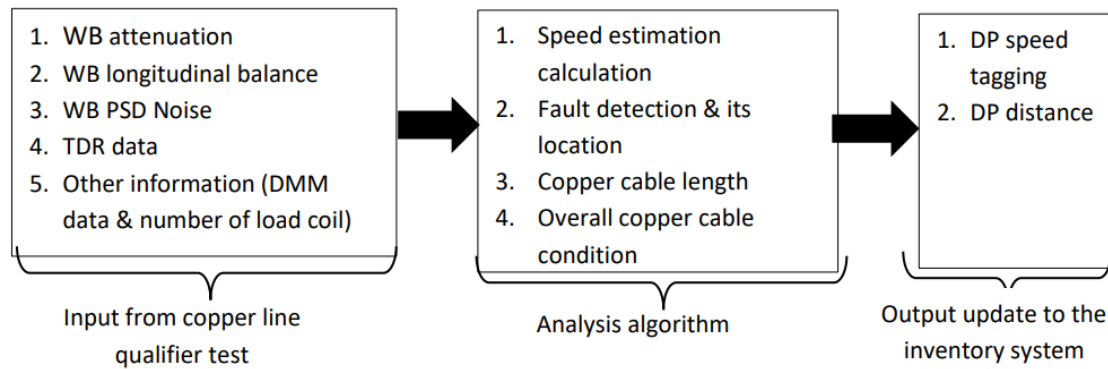 1. WB attenuation
2. WB longitudinal balance
3. WB PSD Noise
4. TDR data
5. Other information (DMM
data & number of load coil)
Input from copper line
qualifier test
1. Speed estimation
calculation
2. Fault detection & its
location
3. Copper cable length
4. Overall copper cable
condition
Analysis algorithm
1. DP speed
tagging
2. DP distance
Output update to the
inventory system